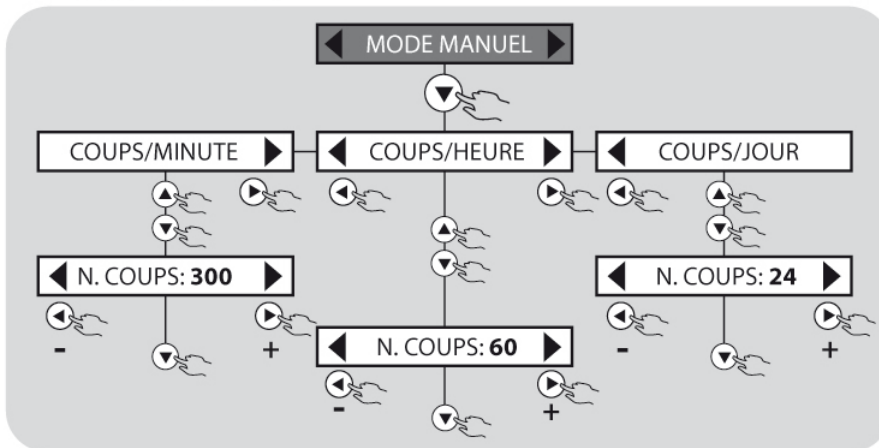 MODE MANUEL
COUPS/MINUTE
COUPS/HEURE
COUPS/JOUR
N. COUPS: 300
N. COUPS: 24
- +
- +
N. COUPS: 60
- +